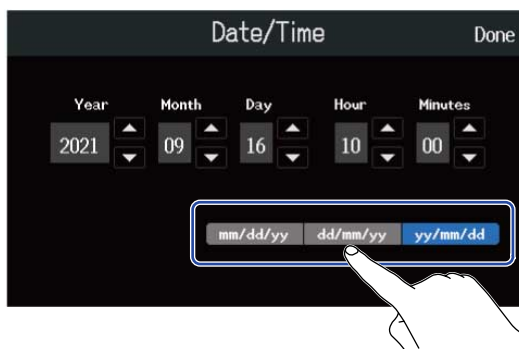 Date/Time Done
Year Month Day Hour Minutes
2021 09 16 10 00
mm/dd/yy dd/mm/yy yy/mm/dd